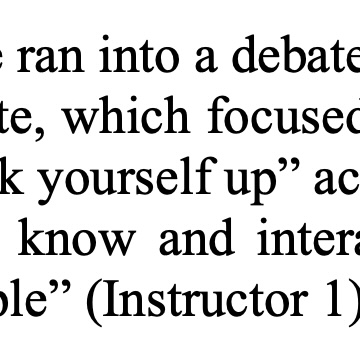 e ran into a debate
te, which focused
k yourself up” ac
know and intera
ble” (Instructor 1)